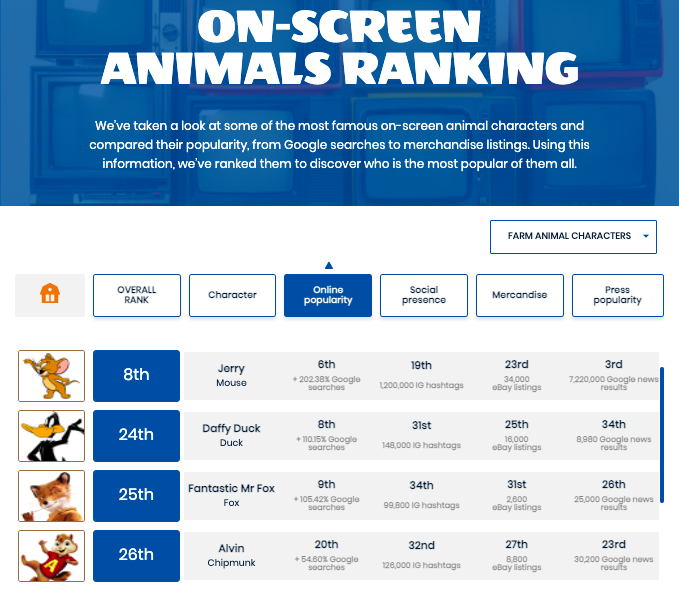 ON-SCREEN
ANIMALS RANKING
We've taken a look at some of the most famous on-screen animal characters and
compared their popularity, from Google searches to merchandise listings. Using this
information, we've ranked them to discover who is the most popular of them all.
FARM ANIMAL CHARACTERS
OVERALL
RANK
Character
Online
popularity
Social
presence
Mercandise
Press
popularity
8th
Jerry
Mouse
6th
+ 202.38% Google
searches
19th
1,200,000 IG hashtags
23rd
34,000
eBay listings
3rd
7,220,000 Google news
results
24th
Daffy Duck
Duck
8th
+ 110.15% Google
searches
31st
148,000 IG hashtags
25th
16,000
eBay listings
34th
8,980 Google news
results
25th
Fantastic Mr Fox
Fox
9th
+ 105.42% Google
searches
34th
99,800 IG hashtags
31st
2,600
eBay listings
26th
25,000 Google news
results
26th
Alvin
Chipmunk
20th
+ 54.60% Google
searches
32nd
126,000 IG hashtags
27th
8,800
eBay listings
23rd
30,200 Google news
results